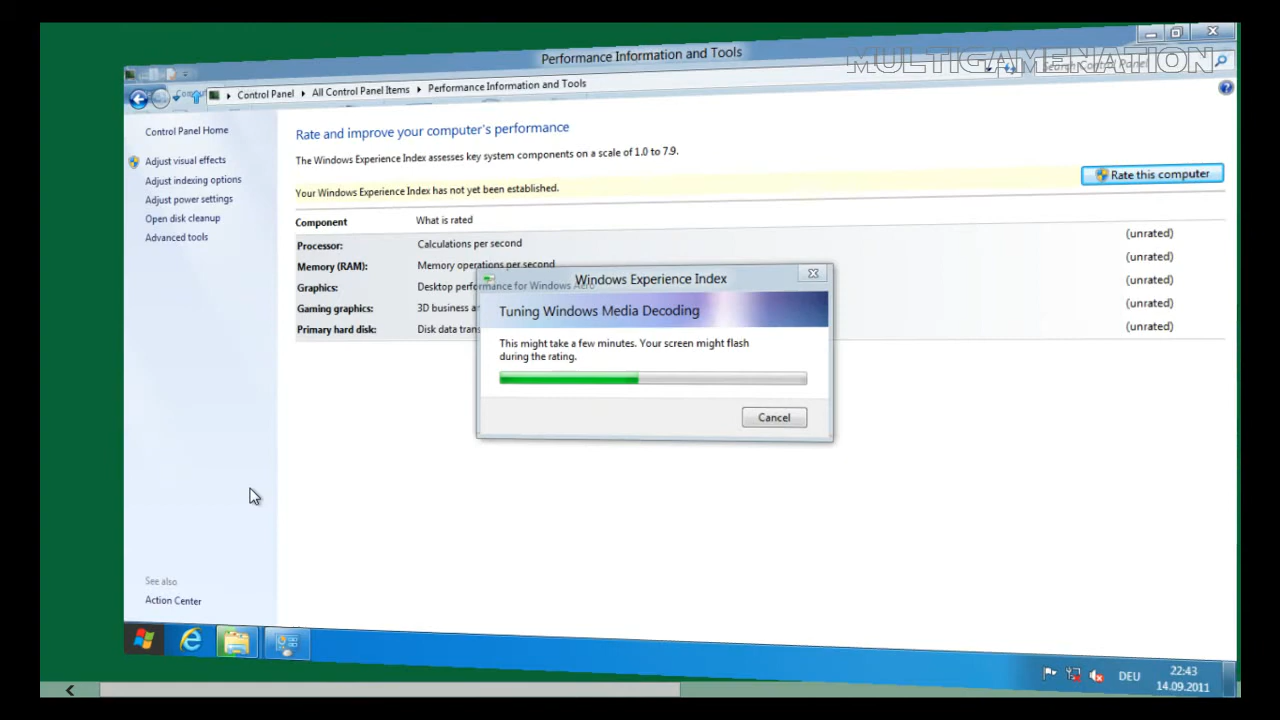 MULTIGAMENATION
Performance Information and Tools
Control Panel All Control Panel Items Performance Information and Tools
Control Panel Home
Adjust visual effects
Adjust indexing options
Adjust power settings
Open disk cleanup
Advanced tools
Rate and improve your computer's performance
The Windows Experience Index assesses key system components on a scale of 1.0 to 7.9.
Your Windows Experience Index has not yet been established.
Rate this computer
Component What is rated
Processor: Calculations per second (unrated)
Memory (RAM): Memory operations per second (unrated)
Graphics: Desktop performance for Windows Aero (unrated)
Gaming graphics: 3D business a (unrated)
Primary hard disk: Disk data tran (unrated)
Windows Experience Index
Tuning Windows Media Decoding
This might take a few minutes. Your screen might flash
during the rating.
Cancel
See also
Action Center
DEU
22:43
14.09.2011